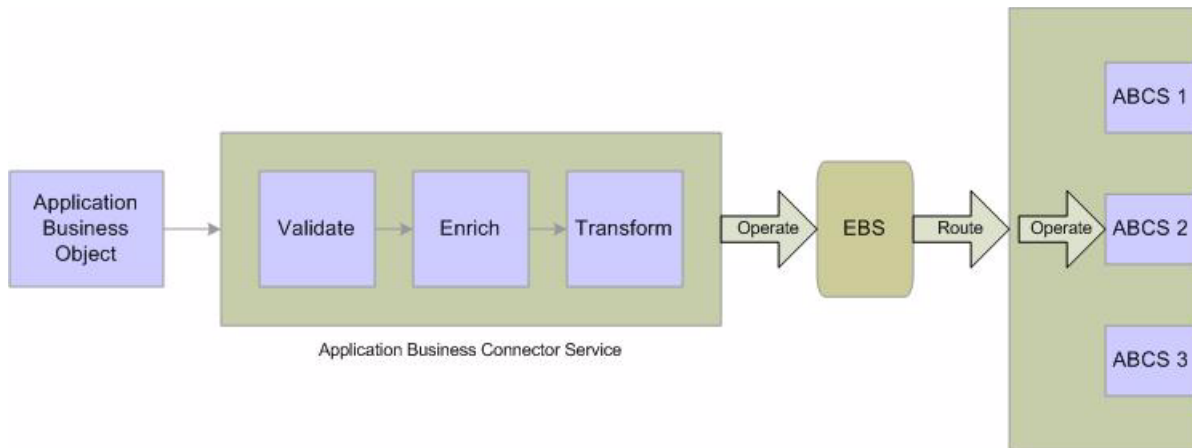 Application
Business
Object
Validate
Enrich
Transform
Application Business Connector Service
Operate
EBS
Route
Operate
ABCS 1
ABCS 2
ABCS 3